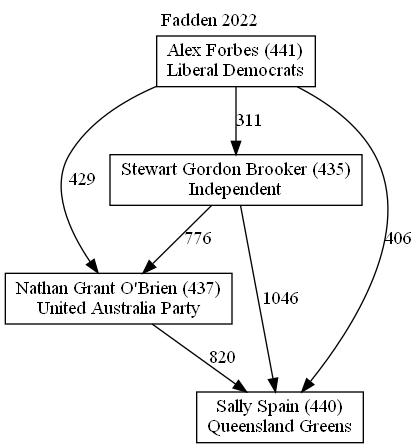 Fadden 2022
Alex Forbes (441)
Liberal Democrats
311
Stewart Gordon Brooker (435)
Independent
429
776
406
Nathan Grant O'Brien (437)
United Australia Party
1046
820
Sally Spain (440)
Queensland Greens